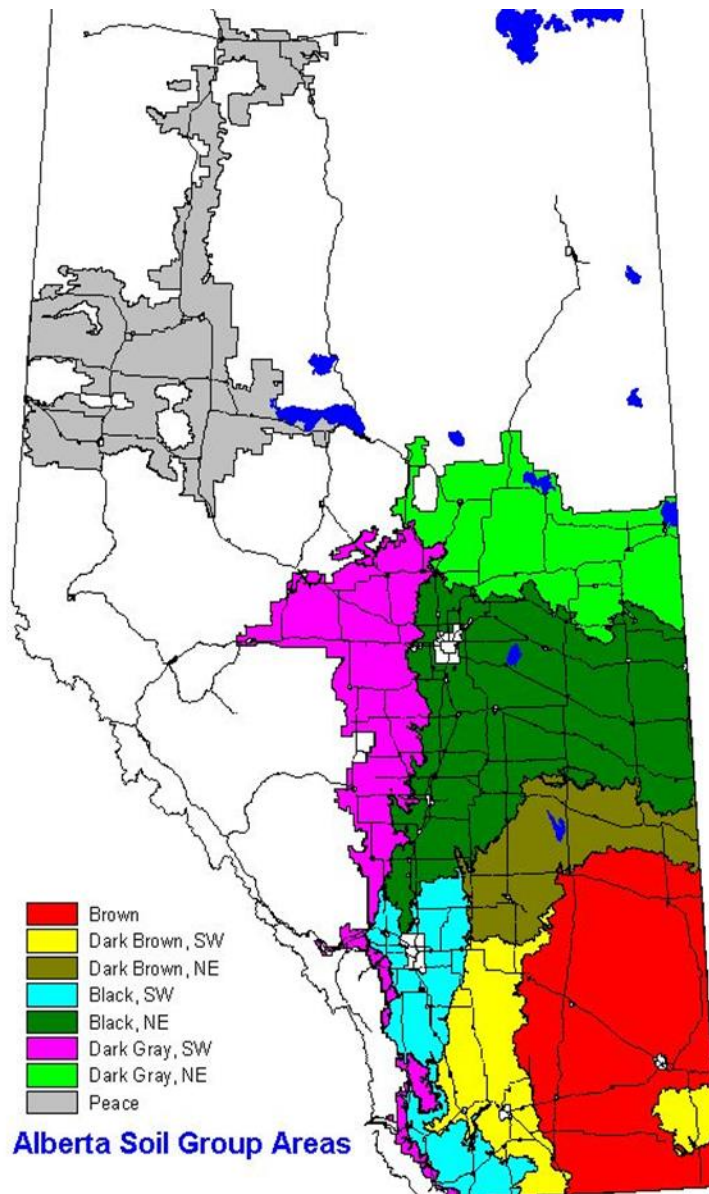 Brown
Dark Brown, SW
Dark Brown, NE
Black, SW
Black, NE
Dark Gray, SW
Dark Gray, NE
Peace
Alberta Soil Group Areas